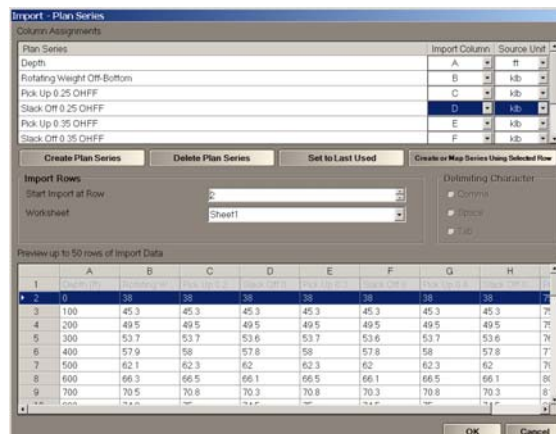 Import - Plan Series
Column Assignments
Plan Series Import Column Source Unit
Depth A ft
Rotating Weight Off-Bottom B klb
Pick Up 0.25 OHFF C klb
Slack Off 0.25 OHFF D klb
Pick Up 0.35 OHFF E klb
Slack Off 0.35 OHFF F klb
Create Plan Series Delete Plan Series Set to Last Used Create or Map Series Using Selected Row
Import Rows Delimiting Character
Start Import at Row 2 Comma
Worksheet Sheet1 Space
Tab
Preview up to 50 rows of Import Data
A B C D E F G H
1 Depth (ft)
2 0 38 38 38 38 38 38 38
3 100 45.3 45.3 45.3 45.3 45.3 45.3 45.3
4 200 49.5 49.5 49.5 49.5 49.5 49.5 49.5
5 300 53.7 53.7 53.6 53.7 53.6 53.7 53.6
6 400 57.9 58 57.8 58 57.8 58 57.8
7 500 62.1 62.3 62 62.3 62 62.3 62
8 600 66.3 66.5 66.1 66.5 66.1 66.5 66.1
9 700 70.5 70.8 70.3 70.8 70.3 70.8 70.3
OK Cancel